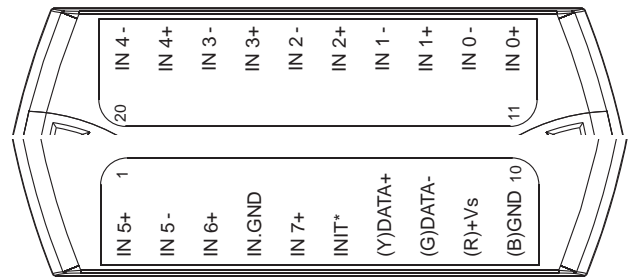 IN 4-
IN 4+
IN 3-
IN 3+
IN 2-
IN 2+
IN 1-
IN 1+
IN 0-
IN 0+
20
11
1
10
IN 5+
IN 5-
IN 6+
IN.GND
IN 7+
INIT*
(Y)DATA+
(G)DATA-
(R)+Vs
(B)GND